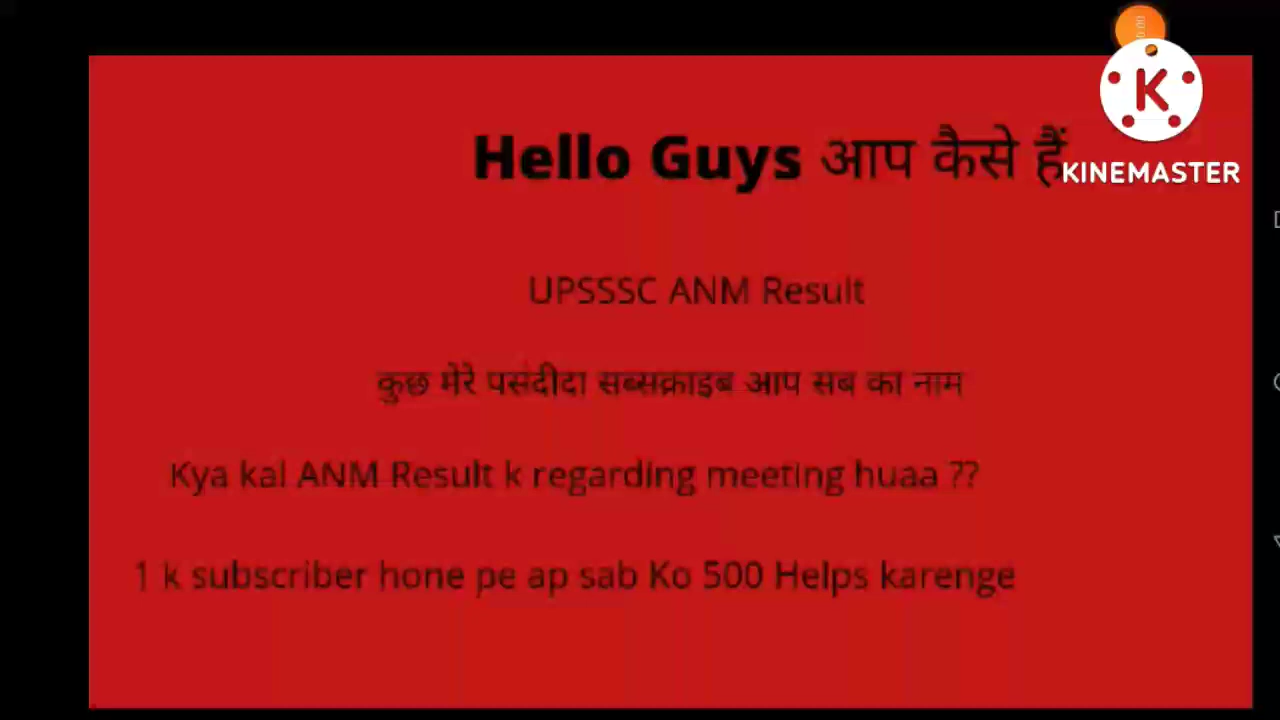 Hello Guys आप कैसे हैं
KINEMASTER
UPSSSC ANM Result
कुछ मेरे पसंदीदा सब्सक्राइब आप सब का नाम
Kya kal ANM Result k regarding meeting huaa ??
1 k subscriber hone pe ap sab Ko 500 Helps karenge